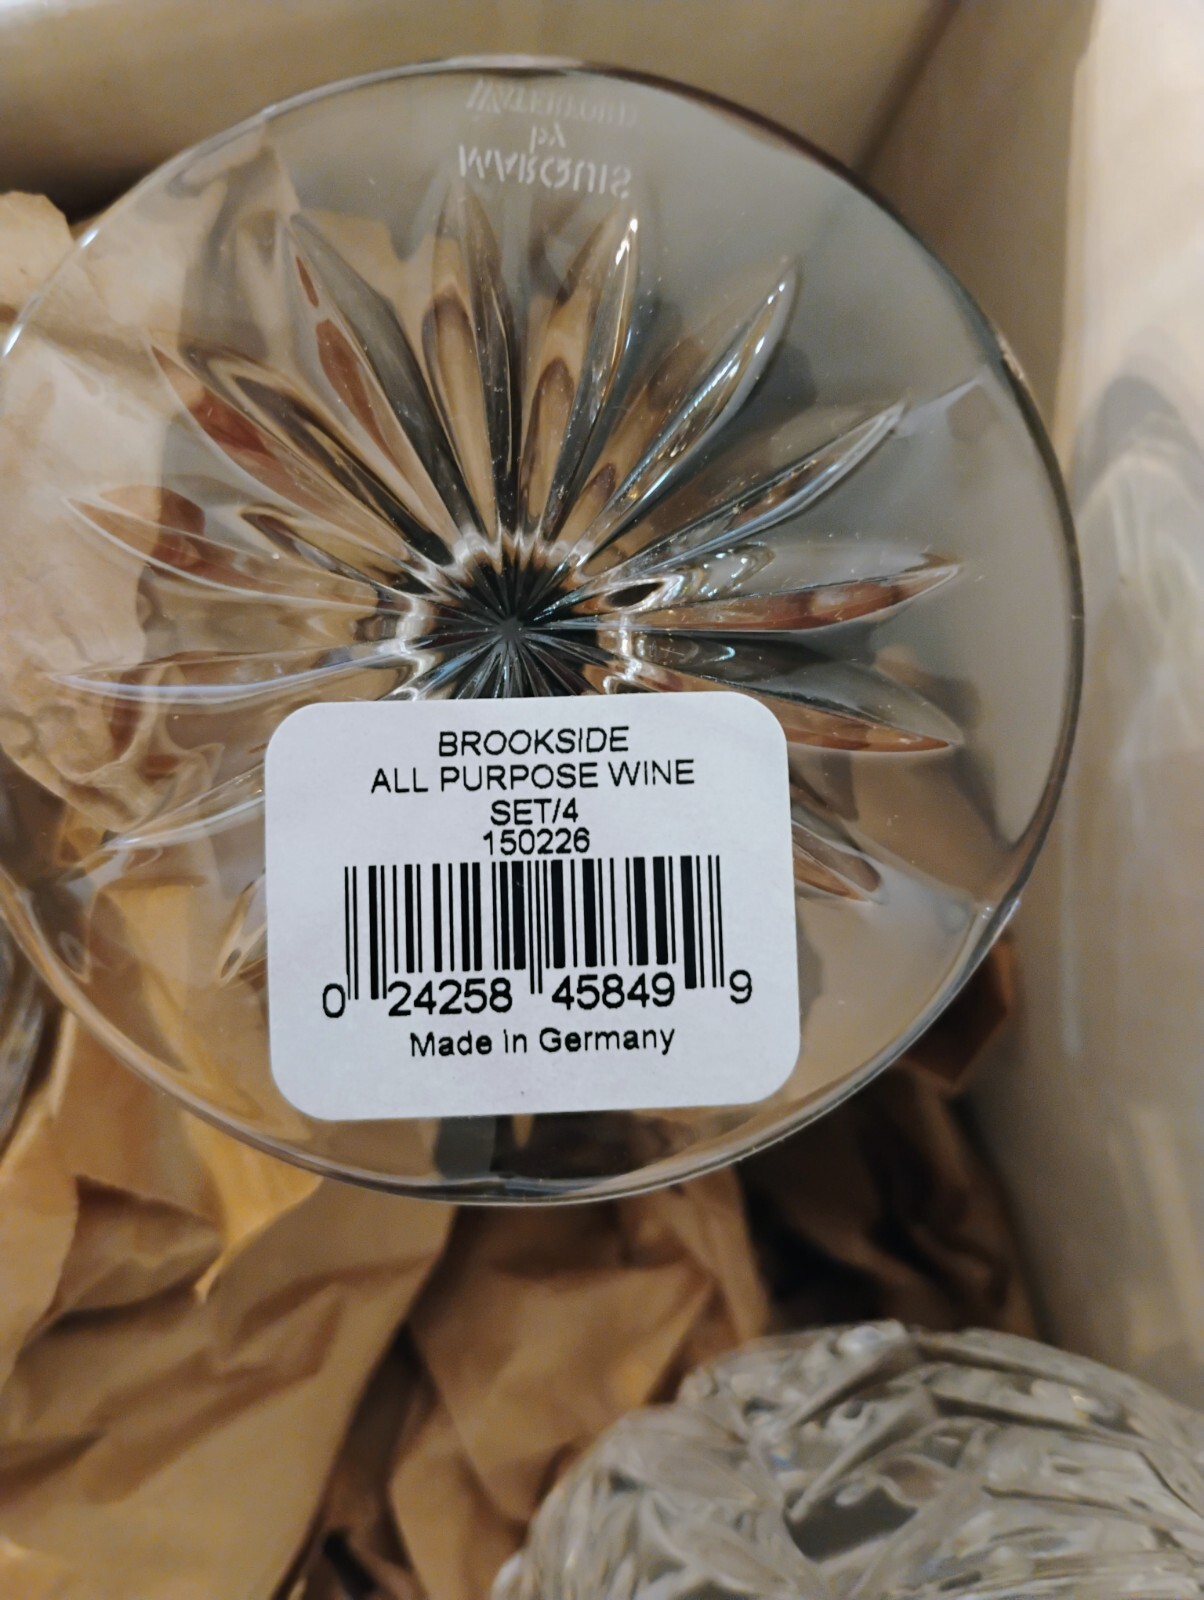 WATERFORD
by
MARQUIS
BROOKSIDE
ALL PURPOSE WINE
SET/4
150226
0 24258 45849 9
Made in Germany